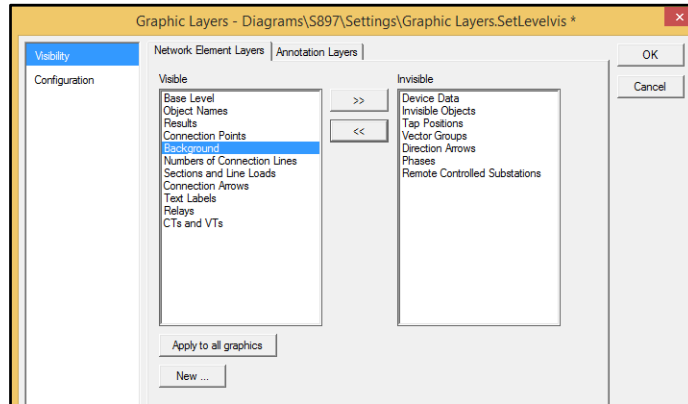 Graphic Layers - Diagrams\S897\Settings\Graphic Layers.SetLevelvis *
x
Visibility
Configuration
Network Element Layers
Annotation Layers
OK
Cancel
Visible
Base Level
Object Names
Results
Connection Points
Background
Numbers of Connection Lines
Sections and Line Loads
Connection Arrows
Text Labels
Relays
CTs and VTs
>>
<<
Invisible
Device Data
Invisible Objects
Tap Positions
Vector Groups
Direction Arrows
Phases
Remote Controlled Substations
Apply to all graphics
New ...